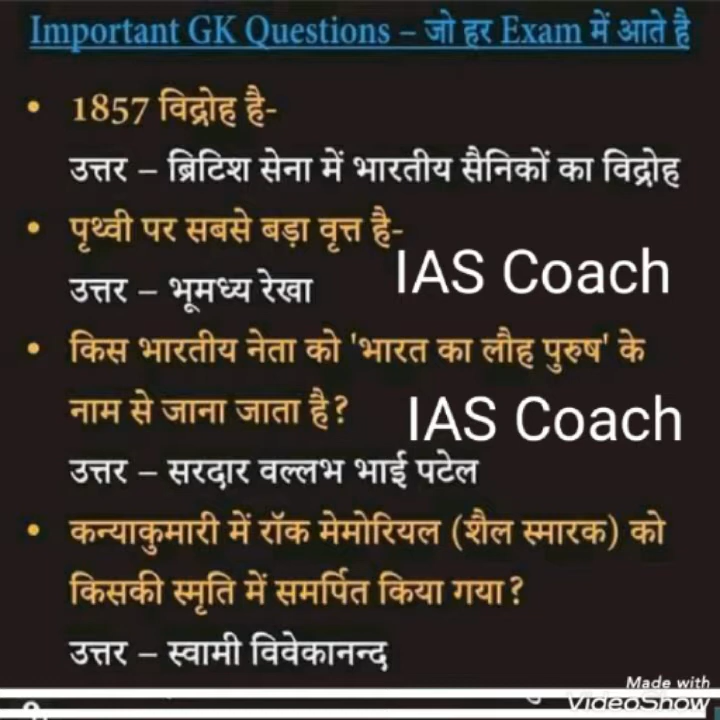 Important GK Questions – जो हर Exam में आते है
• 1857 विद्रोह है-
उत्तर – ब्रिटिश सेना में भारतीय सैनिकों का विद्रोह
• पृथ्वी पर सबसे बड़ा वृत्त है-
IAS Coach
उत्तर – भूमध्य रेखा
• किस भारतीय नेता को 'भारत का लौह पुरुष' के
नाम से जाना जाता है?
IAS Coach
उत्तर – सरदार वल्लभ भाई पटेल
• कन्याकुमारी में रॉक मेमोरियल (शैल स्मारक) को
किसकी स्मृति में समर्पित किया गया?
उत्तर – स्वामी विवेकानन्द
Made with
VideoShow